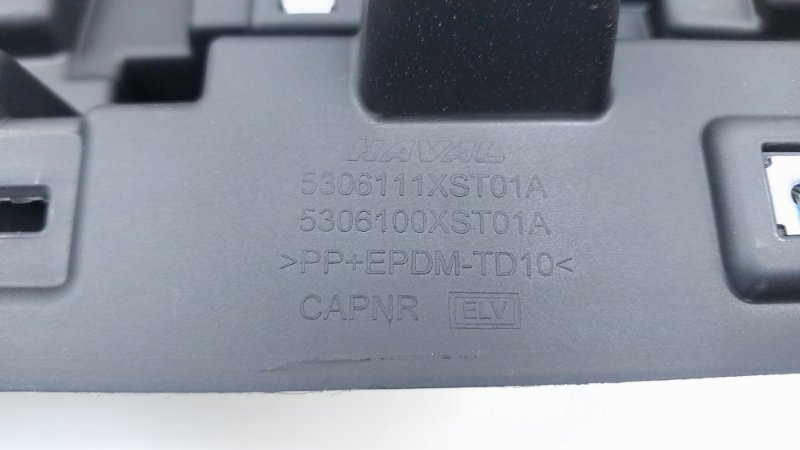 HAVAL
5306111XST01A
5306100XST01A
>PP+EPDM-TD10<
CAPNR ELV